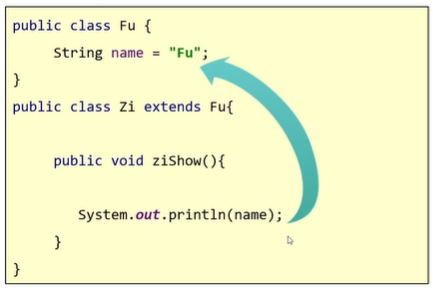 public class Fu {
String name = "Fu";
}
public class Zi extends Fu{
public void ziShow(){
System.out.println(name);
}
}